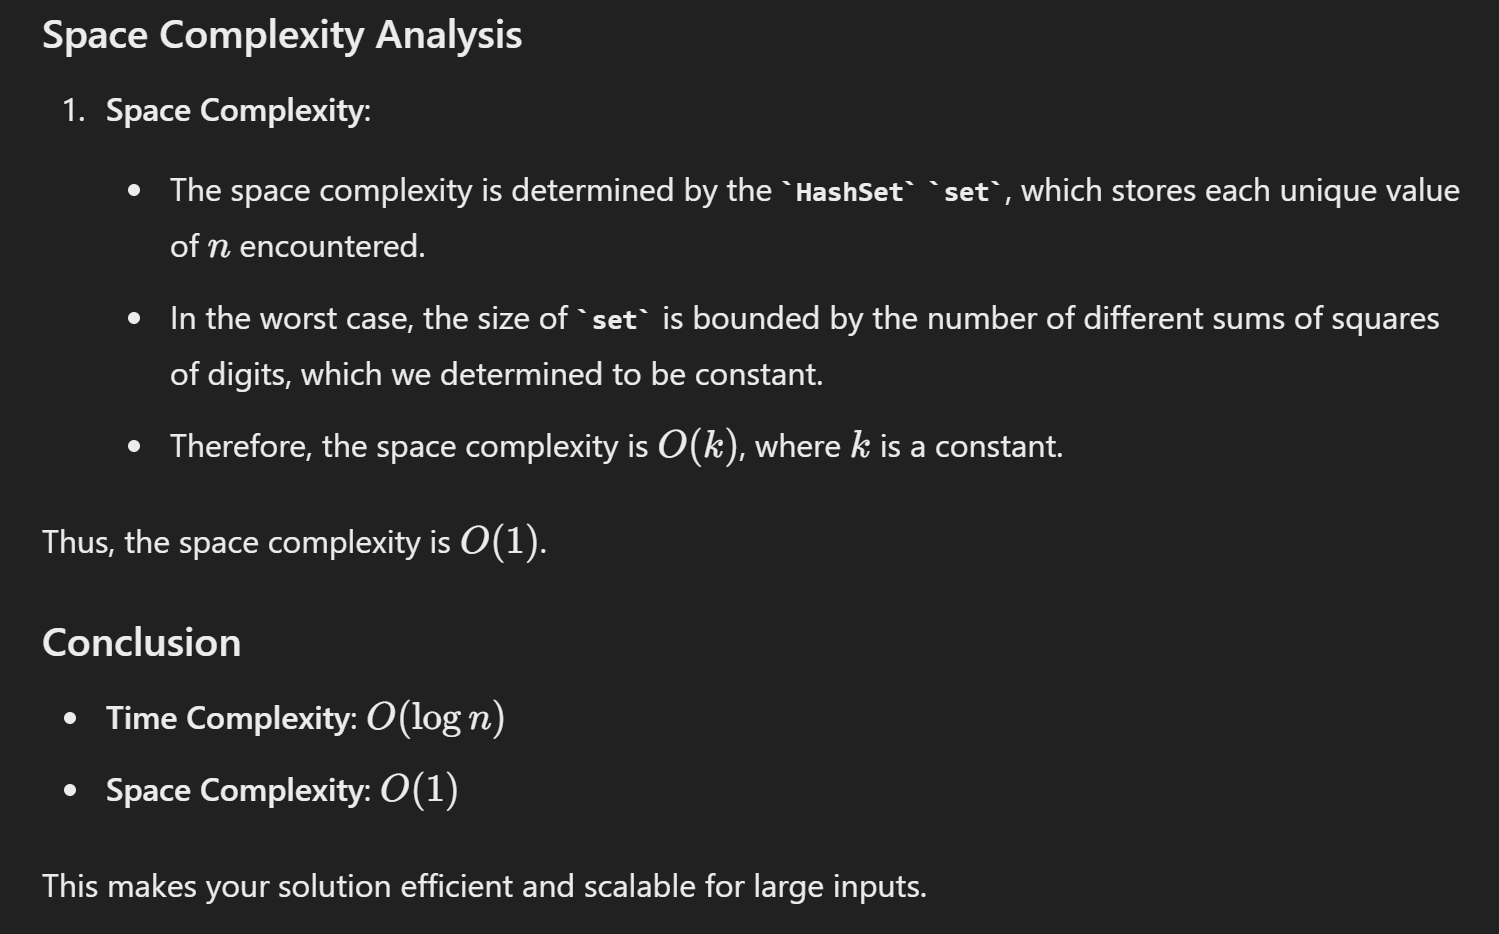 Space Complexity Analysis
1. Space Complexity:
• The space complexity is determined by the `HashSet` `set`, which stores each unique value
of n encountered.
• In the worst case, the size of `set` is bounded by the number of different sums of squares
of digits, which we determined to be constant.
• Therefore, the space complexity is O(k), where k is a constant.
Thus, the space complexity is O(1).
Conclusion
• Time Complexity: O(log n)
• Space Complexity: O(1)
This makes your solution efficient and scalable for large inputs.